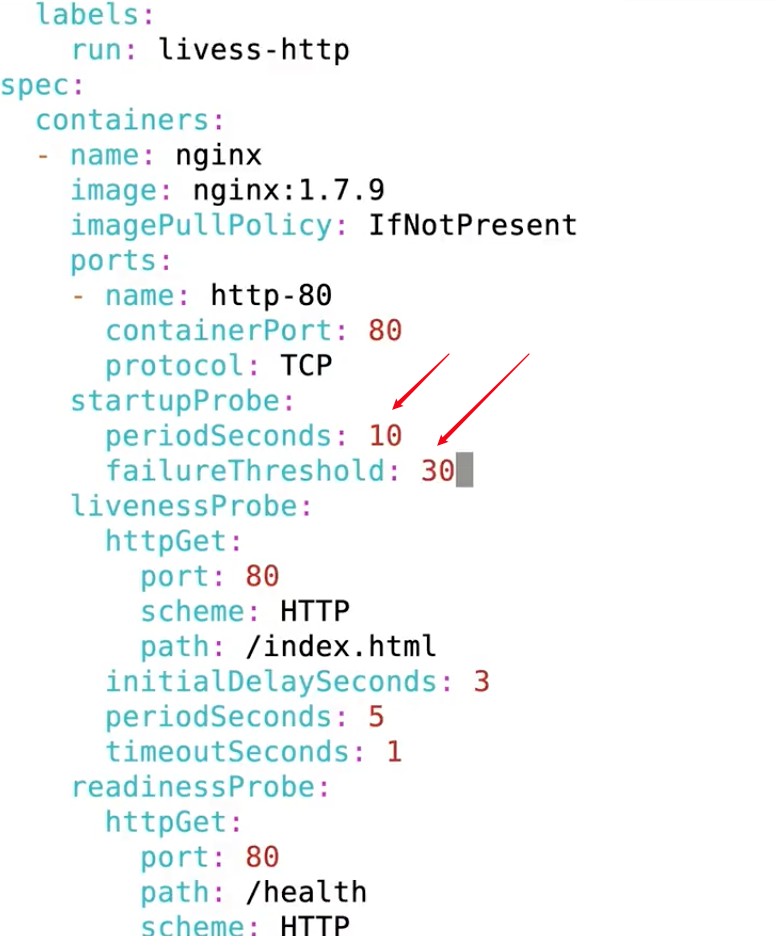 labels:
run: livess-http
spec:
containers:
- name: nginx
image: nginx:1.7.9
imagePullPolicy: IfNotPresent
ports:
- name: http-80
containerPort: 80
protocol: TCP
startupProbe:
periodSeconds: 10
failureThreshold: 30
livenessProbe:
httpGet:
port: 80
scheme: HTTP
path: /index.html
initialDelaySeconds: 3
periodSeconds: 5
timeoutSeconds: 1
readinessProbe:
httpGet:
port: 80
path: /health
scheme: HTTP